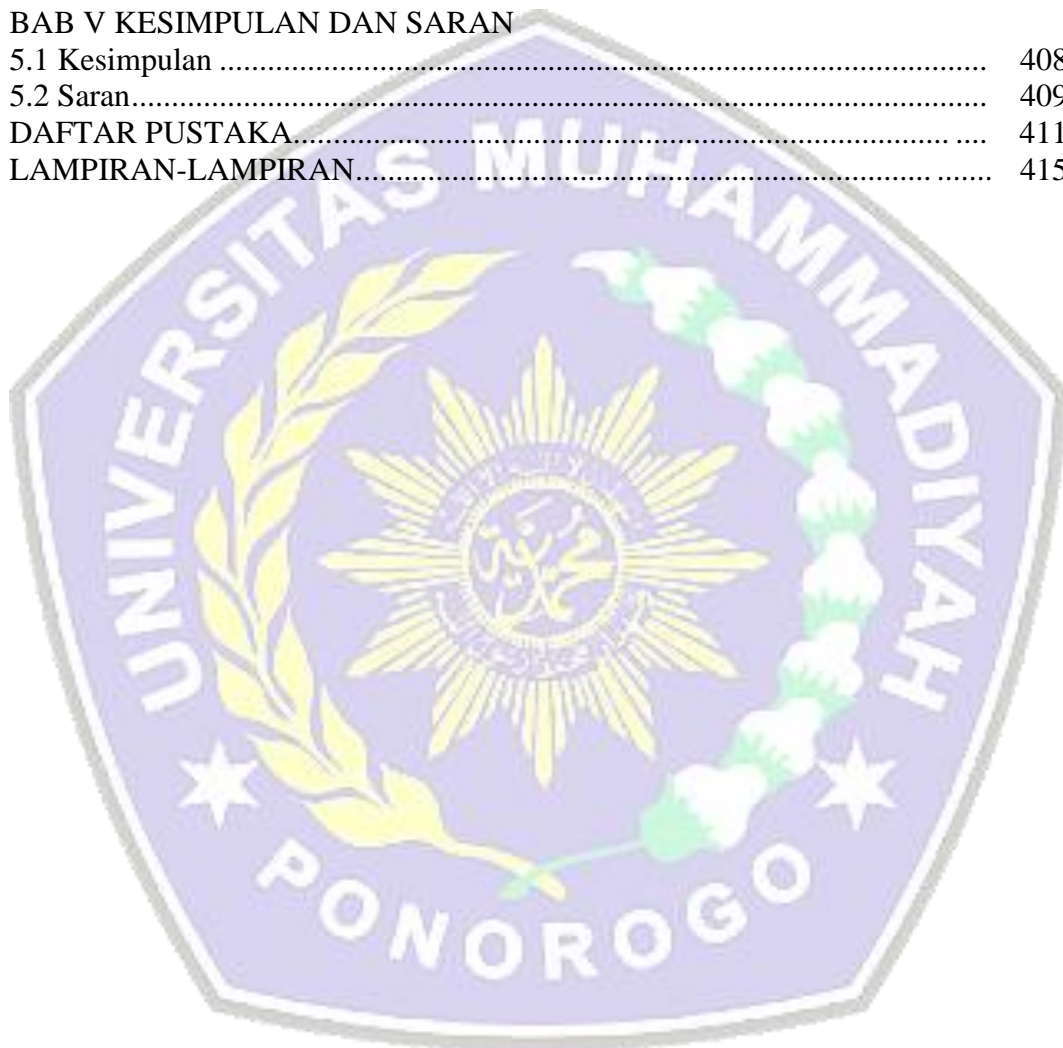 BAB V KESIMPULAN DAN SARAN
5.1 Kesimpulan ................................................................................................ 408
5.2 Saran........................................................................................................... 409
DAFTAR PUSTAKA.................................................................................. .... 411
LAMPIRAN-LAMPIRAN........................................................................ ....... 415
UNIVERSITAS MUHAMMADIYAH
PONOROGO